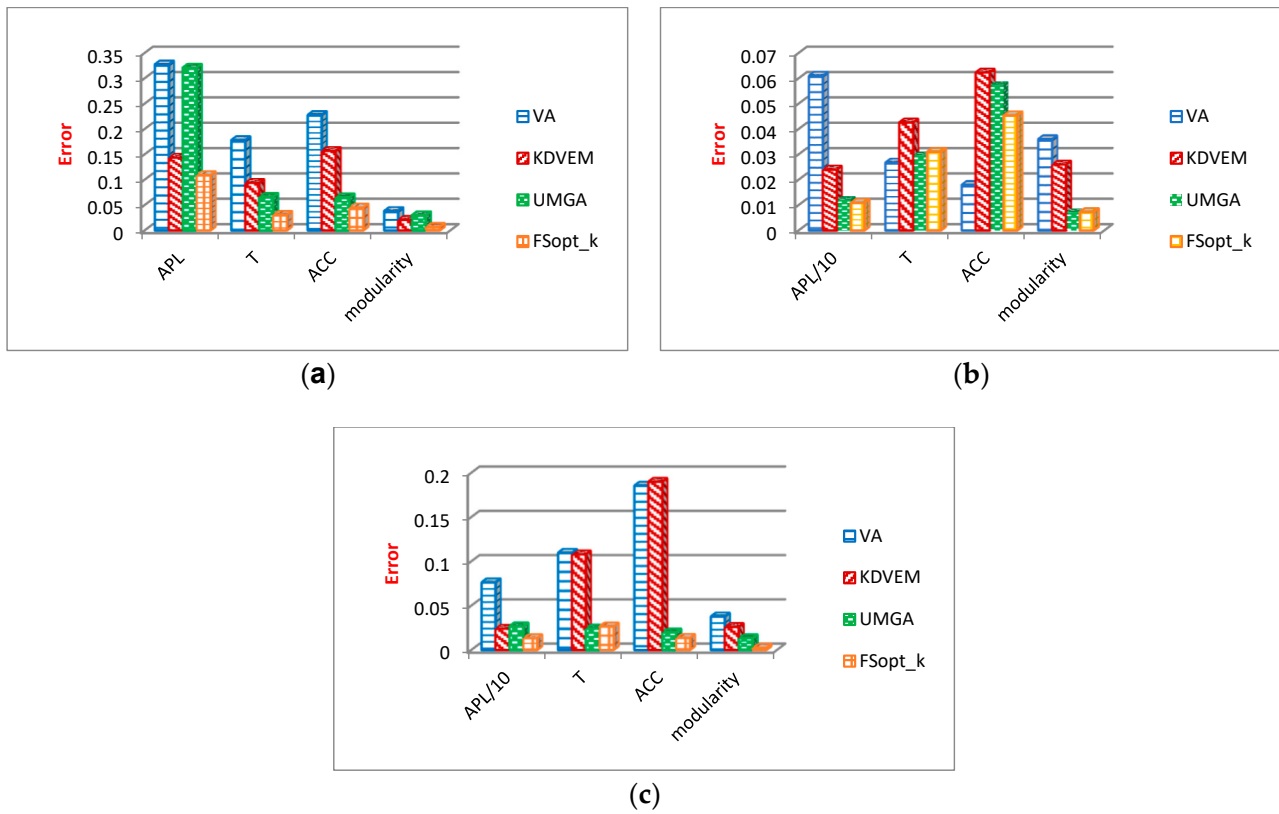 0.35
0.3
0.25
0.2
0.15
0.1
0.05
0
Error
APL
T
ACC
modularity
VA
KDVEM
UMGA
FSopt_k
(a)
0.07
0.06
0.05
0.04
0.03
0.02
0.01
0
Error
APL/10
T
ACC
modularity
VA
KDVEM
UMGA
FSopt_k
(b)
0.2
0.15
0.1
0.05
0
Error
APL/10
T
ACC
modularity
VA
KDVEM
UMGA
FSopt_k
(c)